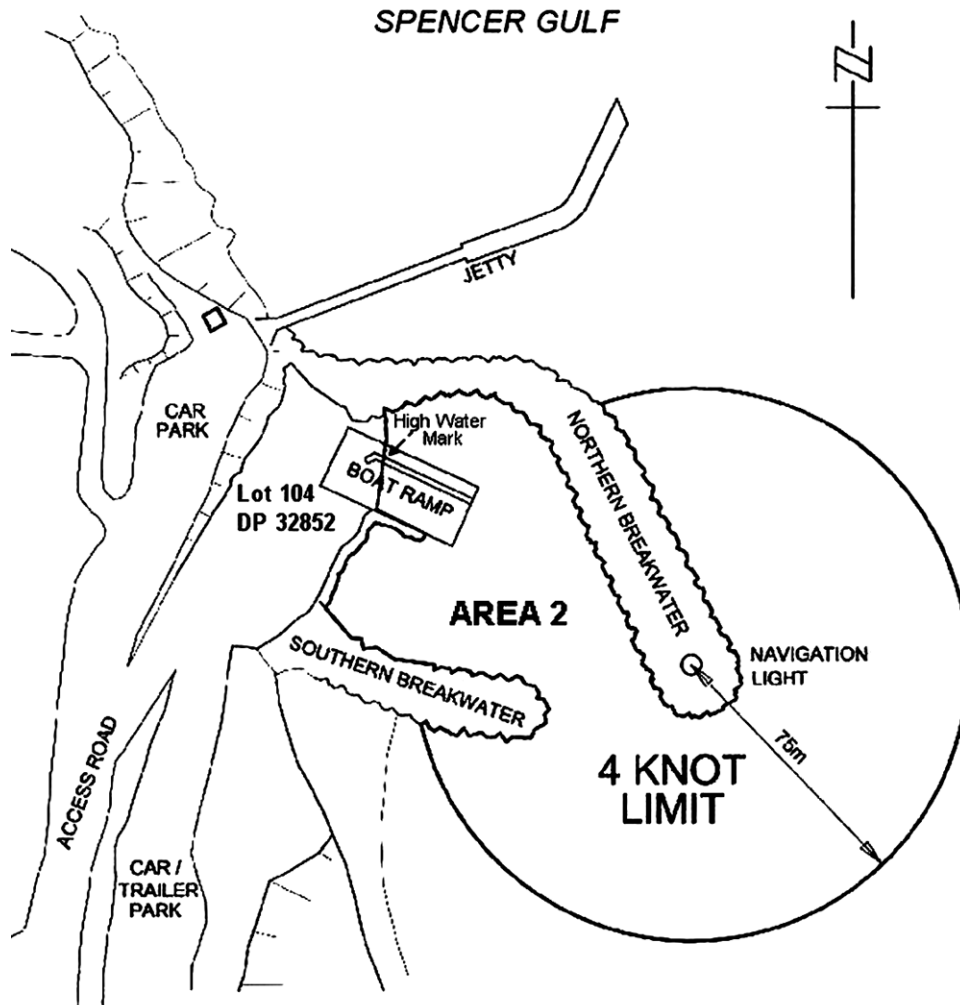 SPENCER GULF
N
JETTY
CAR
PARK
High Water
Mark
BOAT RAMP
Lot 104
DP 32852
NORTHERN BREAKWATER
AREA 2
SOUTHERN BREAKWATER
NAVIGATION
LIGHT
75m
4 KNOT
LIMIT
ACCESS ROAD
CAR /
TRAILER
PARK